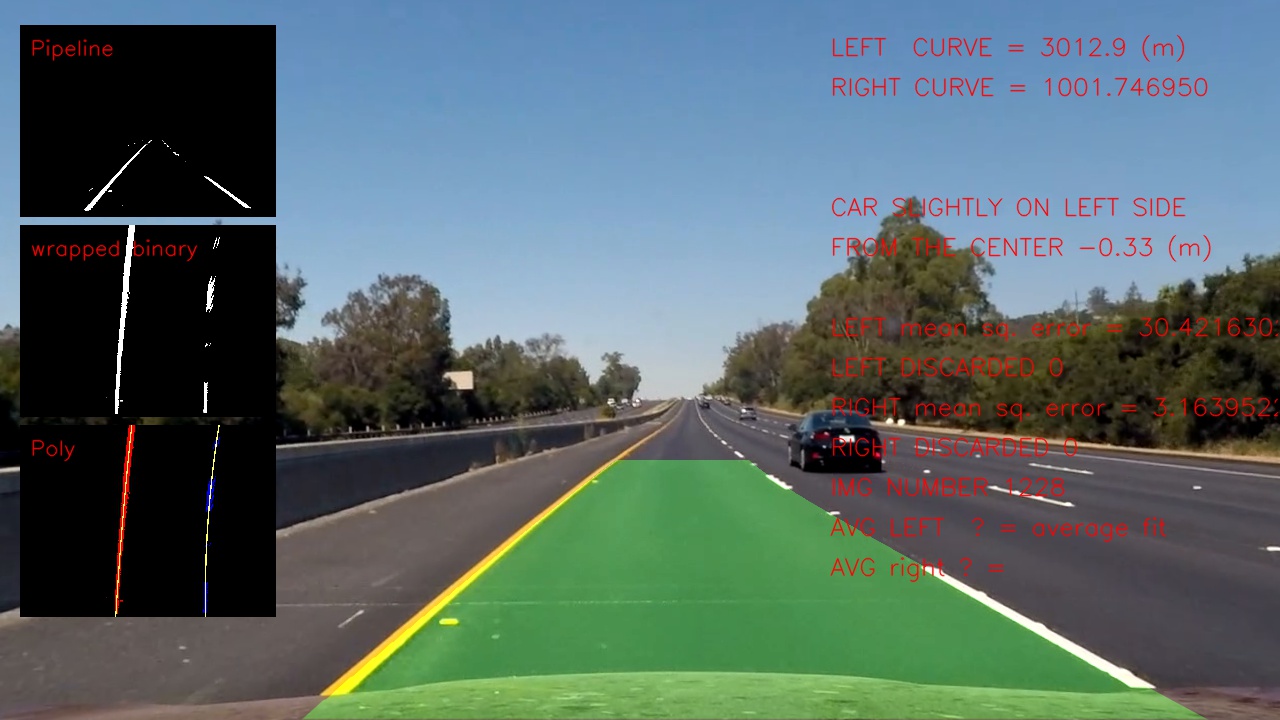 Pipeline
wrapped binary
Poly
LEFT CURVE = 3012.9 (m)
RIGHT CURVE = 1001.746950
CAR SLIGHTLY ON LEFT SIDE
FROM THE CENTER -0.33 (m)
LEFT mean sq. error = 30.421630
LEFT DISCARDED 0
RIGHT mean sq. error = 3.163952
RIGHT DISCARDED 0
IMG NUMBER 1228
AVG LEFT ? = average fit
AVG right ? =